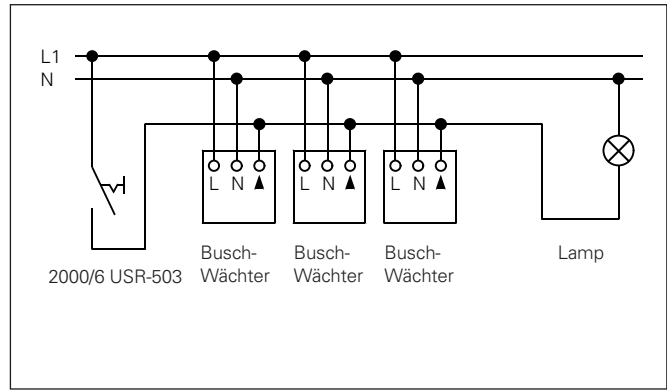 L1
N
L N ▲ L N ▲ L N ▲
2000/6 USR-503
Busch-
Wächter
Busch-
Wächter
Busch-
Wächter
Lamp